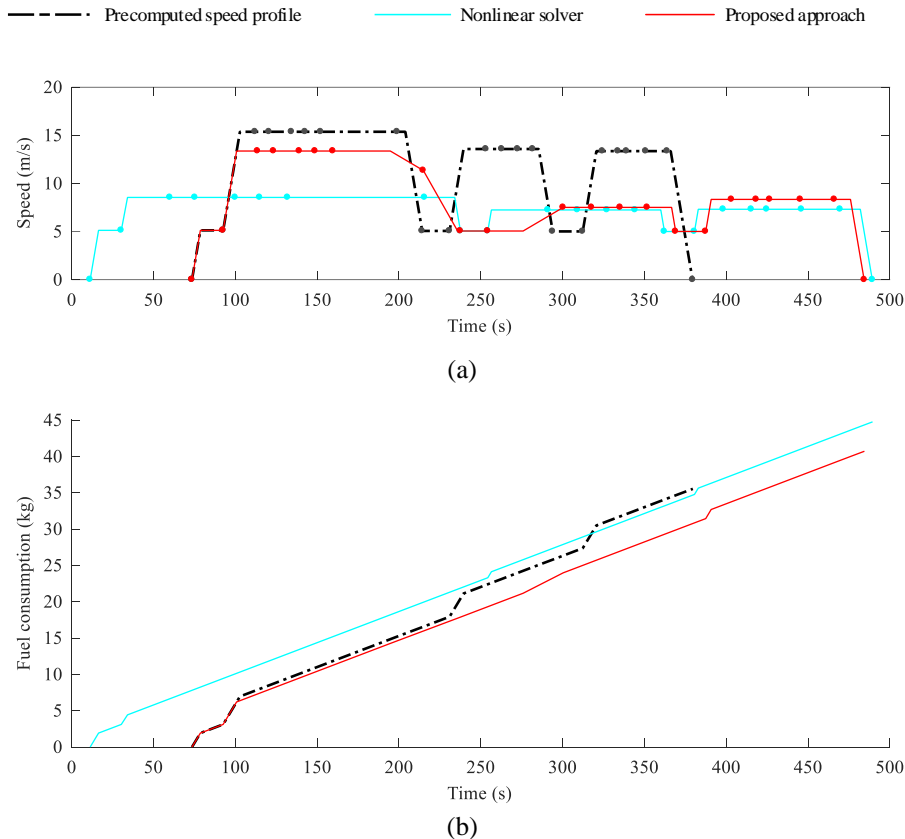 Precomputed speed profile Nonlinear solver Proposed approach
20
15
10
5
0
Speed (m/s)
0 50 100 150 200 250 300 350 400 450 500
Time (s)
(a)
45
40
35
30
25
20
15
10
5
0
Fuel consumption (kg)
0 50 100 150 200 250 300 350 400 450 500
Time (s)
(b)